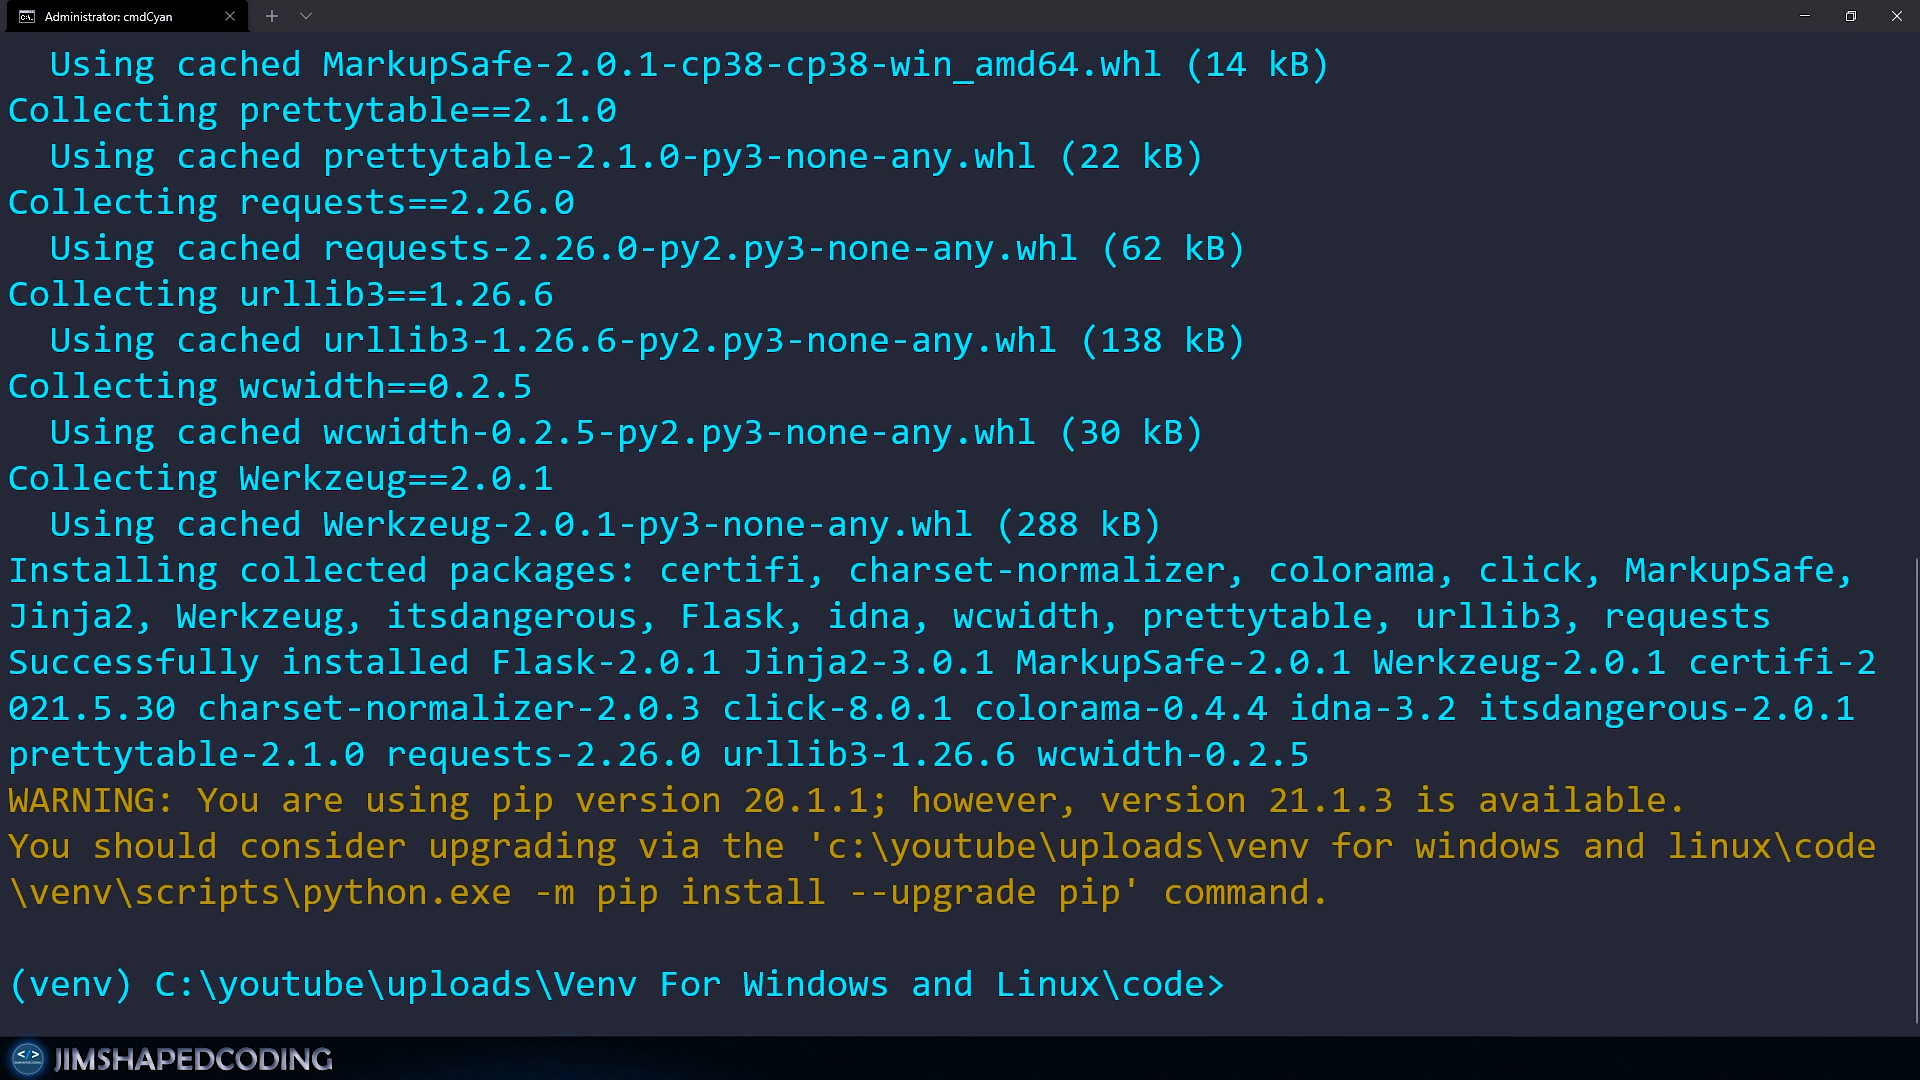 Administrator: cmdCyan
Using cached MarkupSafe-2.0.1-cp38-cp38-win_amd64.whl (14 kB)
Collecting prettytable==2.1.0
Using cached prettytable-2.1.0-py3-none-any.whl (22 kB)
Collecting requests==2.26.0
Using cached requests-2.26.0-py2.py3-none-any.whl (62 kB)
Collecting urllib3==1.26.6
Using cached urllib3-1.26.6-py2.py3-none-any.whl (138 kB)
Collecting wcwidth==0.2.5
Using cached wcwidth-0.2.5-py2.py3-none-any.whl (30 kB)
Collecting Werkzeug==2.0.1
Using cached Werkzeug-2.0.1-py3-none-any.whl (288 kB)
Installing collected packages: certifi, charset-normalizer, colorama, click, MarkupSafe,
Jinja2, Werkzeug, itsdangerous, Flask, idna, wcwidth, prettytable, urllib3, requests
Successfully installed Flask-2.0.1 Jinja2-3.0.1 MarkupSafe-2.0.1 Werkzeug-2.0.1 certifi-2
021.5.30 charset-normalizer-2.0.3 click-8.0.1 colorama-0.4.4 idna-3.2 itsdangerous-2.0.1
prettytable-2.1.0 requests-2.26.0 urllib3-1.26.6 wcwidth-0.2.5
WARNING: You are using pip version 20.1.1; however, version 21.1.3 is available.
You should consider upgrading via the 'c:\youtube\uploads\venv for windows and linux\code
\venv\scripts\python.exe -m pip install --upgrade pip' command.
(venv) C:\youtube\uploads\Venv For Windows and Linux\code>
</> JIMSHAPEDCODING